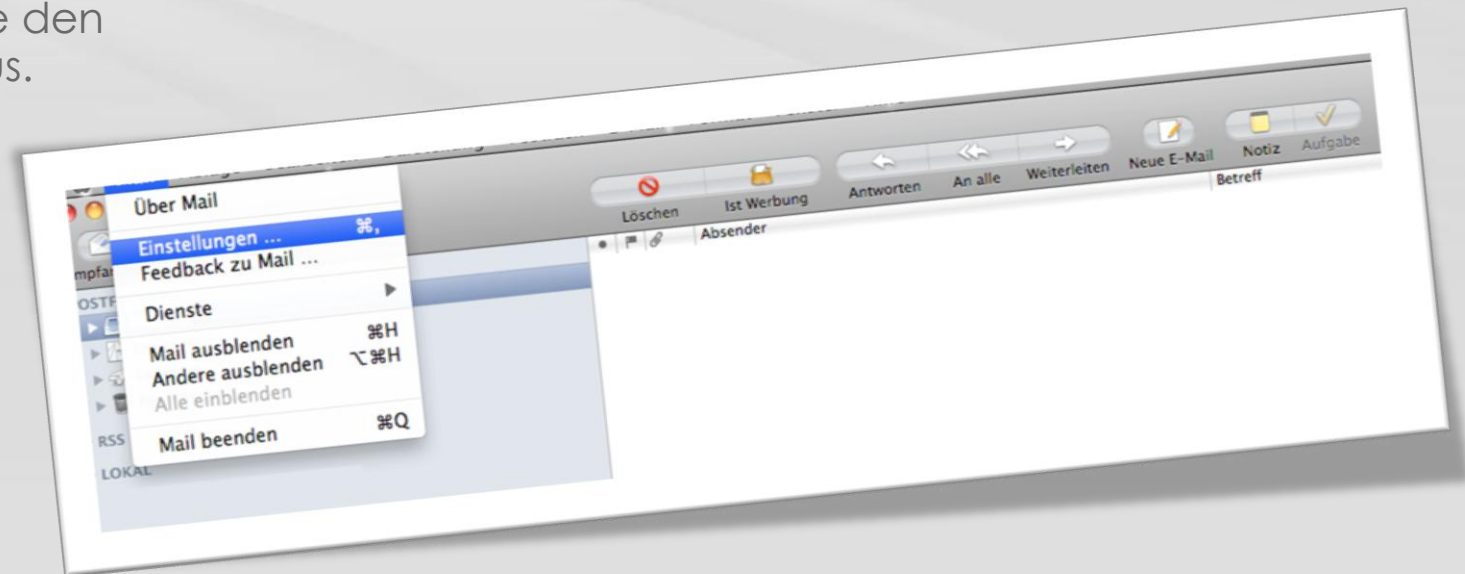 e den
us.
Über Mail
Einstellungen ... ⌘,
Feedback zu Mail ...
Dienste ▶
Mail ausblenden ⌘H
Andere ausblenden ⌥⌘H
Alle einblenden
Mail beenden ⌘Q
RSS
LOKAL
Löschen Ist Werbung Antworten An alle Weiterleiten Neue E-Mail Notiz Aufgabe
Absender Betreff